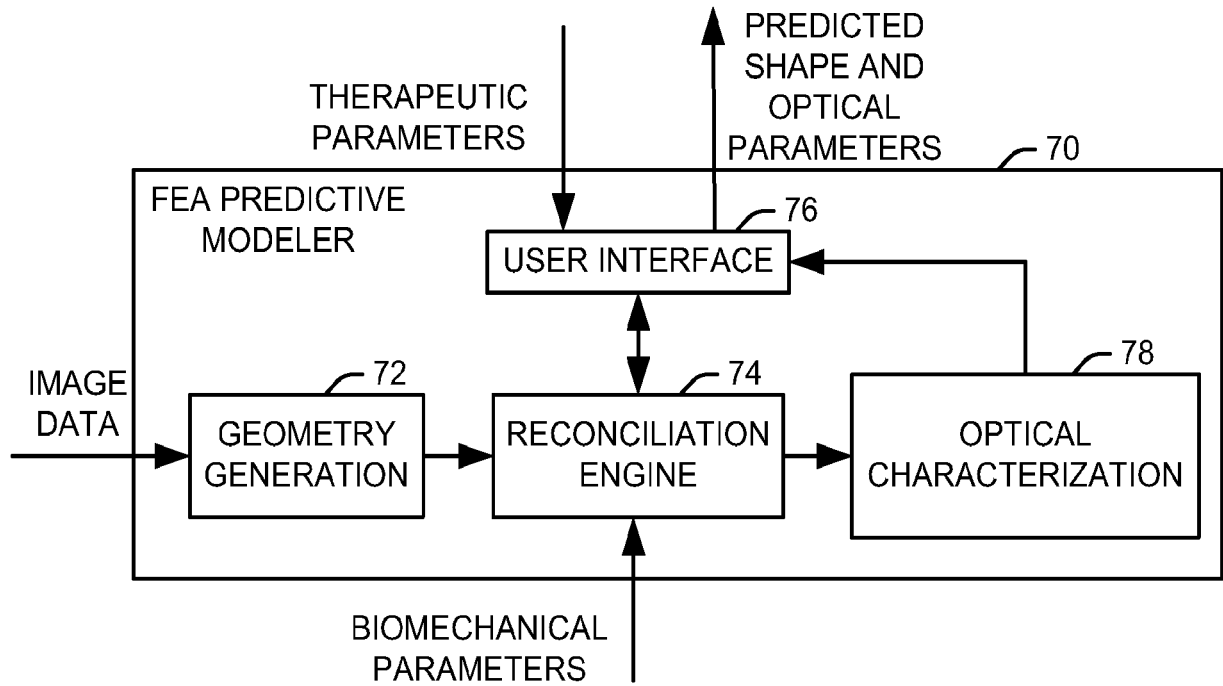 THERAPEUTIC
PARAMETERS
PREDICTED
SHAPE AND
OPTICAL
PARAMETERS
70
FEA PREDICTIVE
MODELER
76
USER INTERFACE
IMAGE
DATA
72
GEOMETRY
GENERATION
74
RECONCILIATION
ENGINE
78
OPTICAL
CHARACTERIZATION
BIOMECHANICAL
PARAMETERS